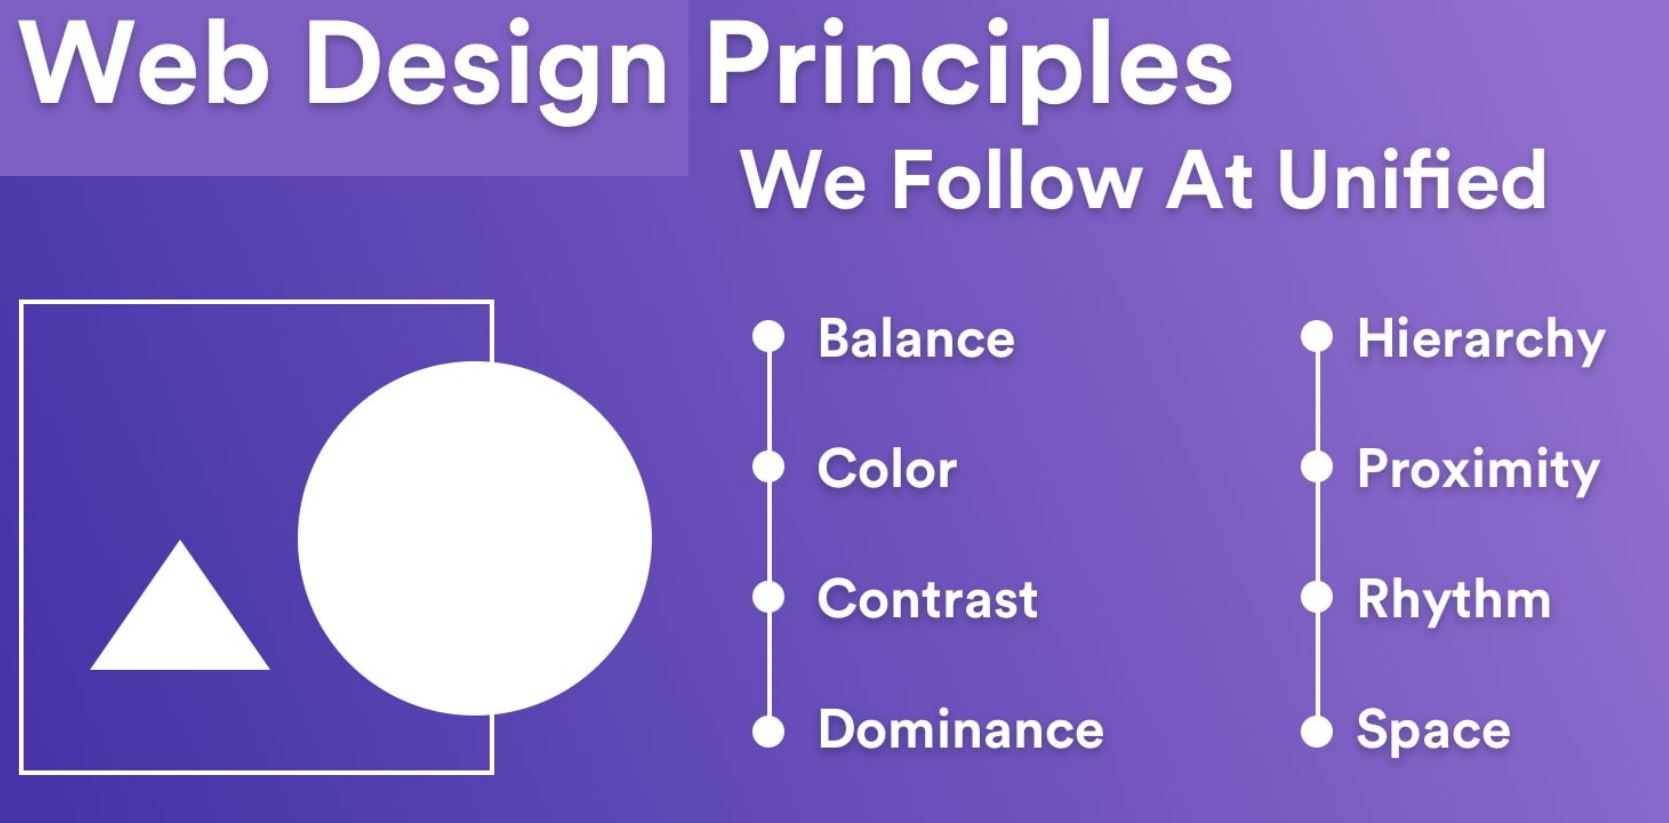 Web Design Principles
We Follow At Unified
Balance
Color
Contrast
Dominance
Hierarchy
Proximity
Rhythm
Space